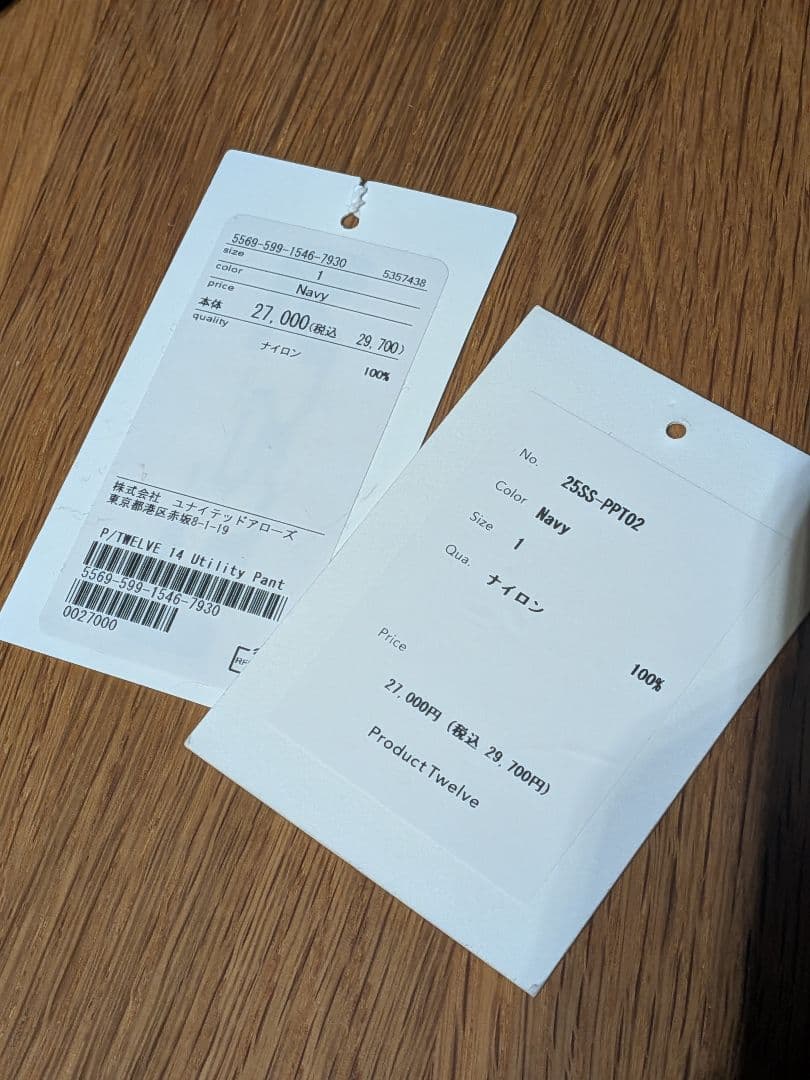 5569-599-1546-7930 5357438
size 1
color Navy
price
本体 27,000(税込 29,700)
quality
ナイロン
100%
株式会社 ユナイテッドアローズ
東京都港区赤坂8-1-19
P/TWELVE 14 Utility Pant
5569-599-1546-7930
0027000
No. 25SS-PPT02
Color Navy
Size 1
Qua. ナイロン
100%
Price
27,000円 (税込 29,700円)
ProductTwelve